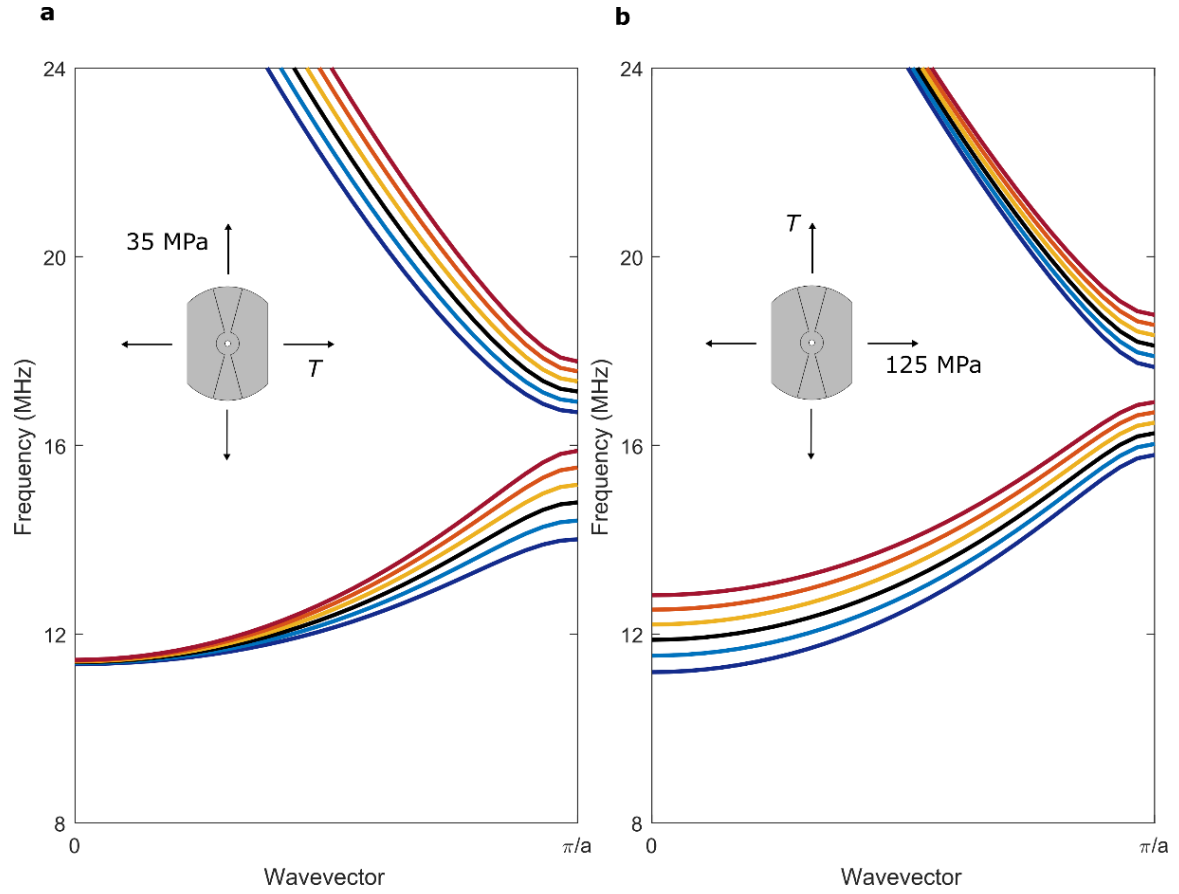 a
24
20
16
12
8
Frequency (MHz)
35 MPa
T
0
π/a
Wavevector
b
24
20
16
12
8
Frequency (MHz)
T
125 MPa
0
π/a
Wavevector